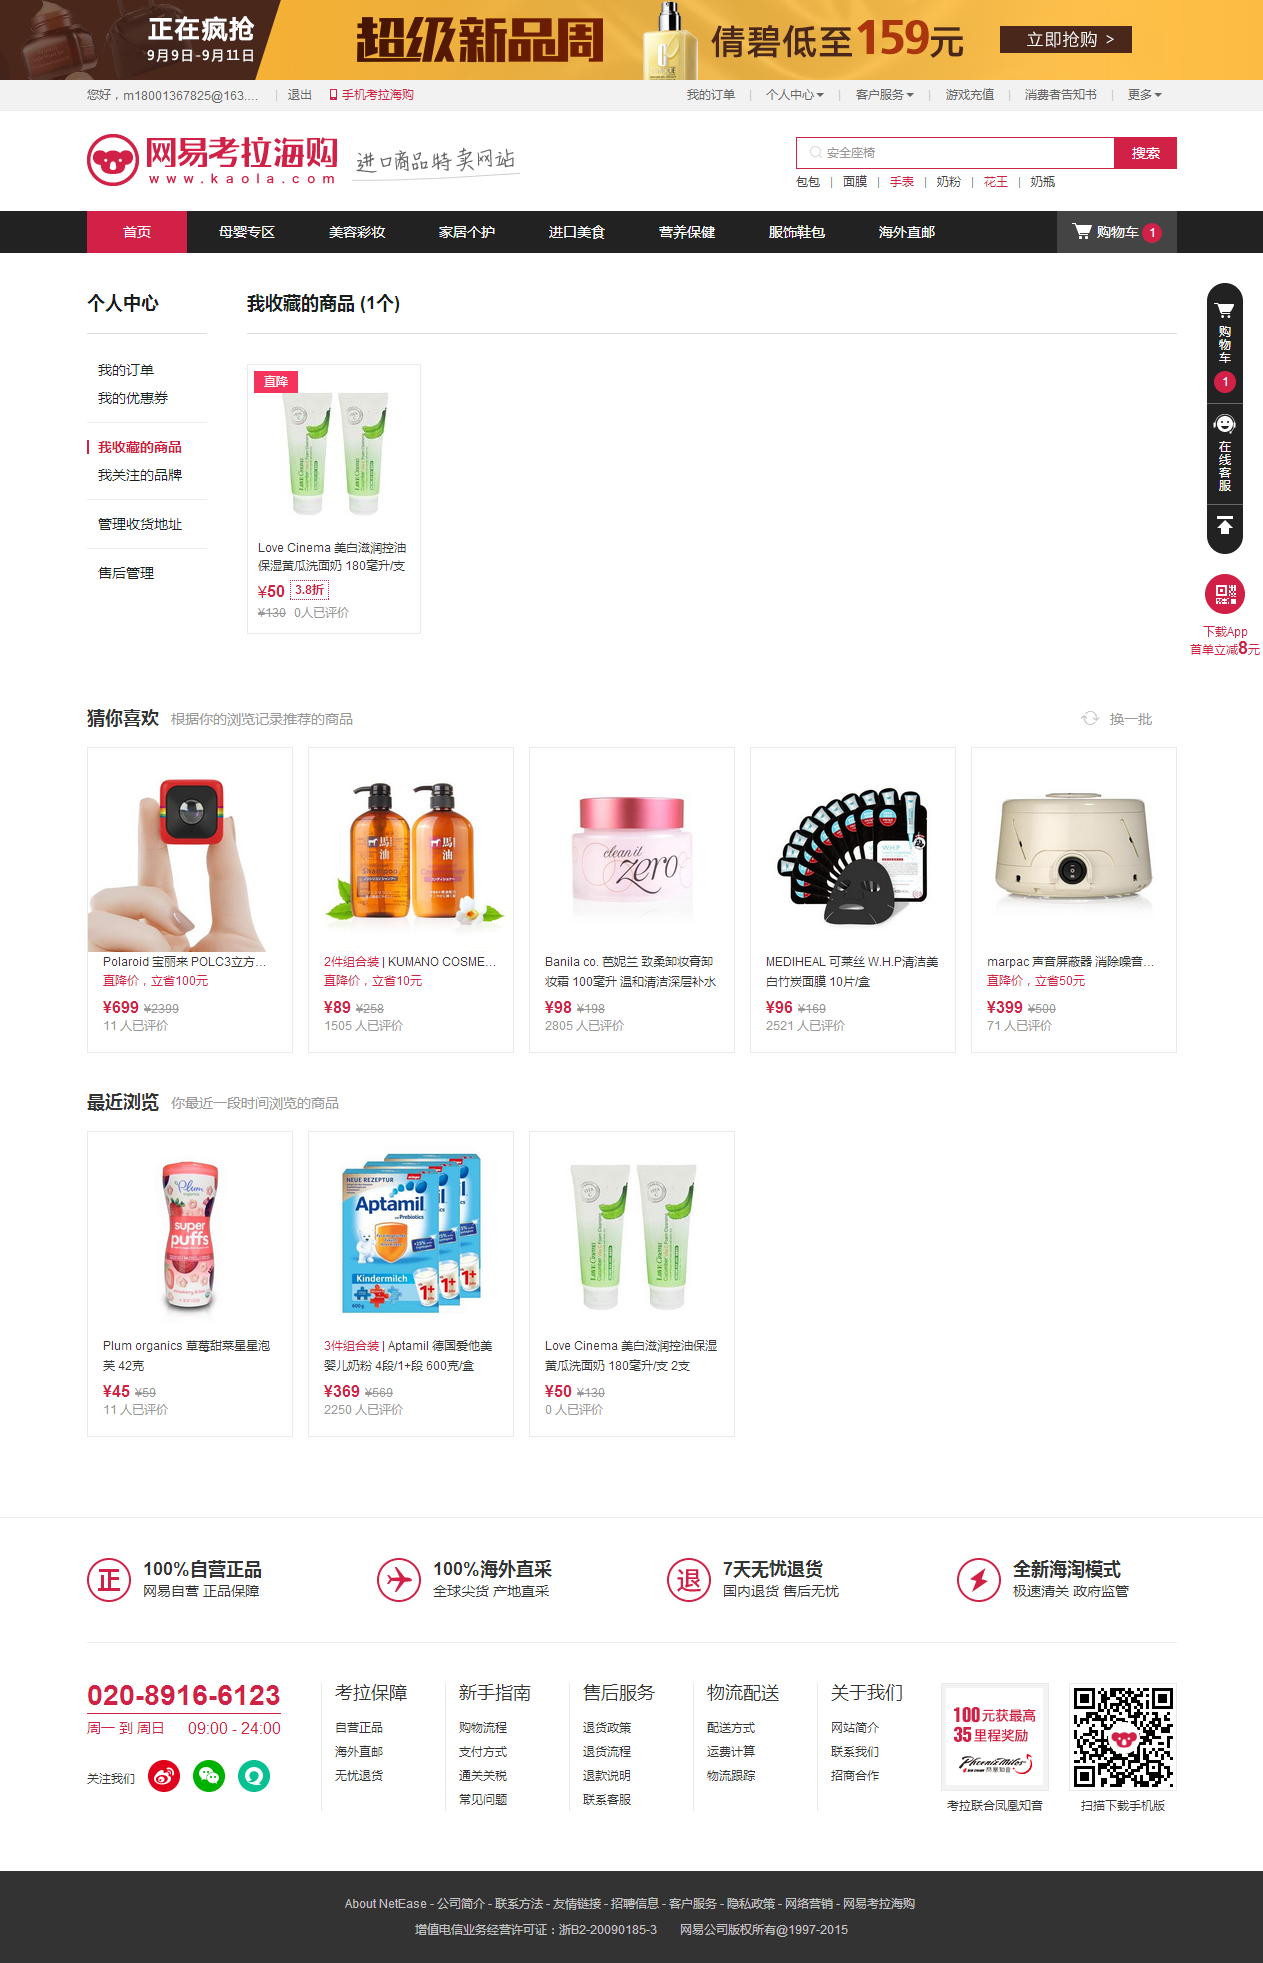 正在疯抢
9月9日-9月11日
超级新品周
倩碧低至159元
立即抢购 >
您好，m18001367825@163.... | 退出 手机考拉海购
我的订单 | 个人中心 | 客户服务 | 游戏充值 | 消费者告知书 | 更多
网易考拉海购
www.kaola.com
进口商品特卖网站
安全座椅 搜索
包包 | 面膜 | 手表 | 奶粉 | 花王 | 奶瓶
首页 母婴专区 美容彩妆 家居个护 进口美食 营养保健 服饰鞋包 海外直邮 购物车 1
个人中心
我的订单
我的优惠券
我收藏的商品
我关注的品牌
管理收货地址
售后管理
我收藏的商品 (1个)
直降
Love Cinema 美白滋润控油
保湿黄瓜洗面奶 180毫升/支
¥50 3.8折
¥130 0人已评价
购物车
1
在线客服
下载App
首单立减8元
猜你喜欢 根据你的浏览记录推荐的商品 换一批
Polaroid 宝丽来 POLC3立方...
直降价，立省100元
¥699 ¥2399
11 人已评价
馬油
Shampoo
馬油
2件组合装 | KUMANO COSME...
直降价，立省10元
¥89 ¥258
1505 人已评价
clean it
zero
Banila co. 芭妮兰 致柔卸妆膏卸
妆霜 100毫升 温和清洁深层补水
¥98 ¥198
2805 人已评价
W.H.P
MEDIHEAL 可莱丝 W.H.P清洁美
白竹炭面膜 10片/盒
¥96 ¥169
2521 人已评价
marpac 声音屏蔽器 消除噪音...
直降价，立省50元
¥399 ¥500
71 人已评价
最近浏览 你最近一段时间浏览的商品
Plum
super
puffs
Plum organics 草莓甜菜星星泡
芙 42克
¥45 ¥59
11 人已评价
NEUE REZEPTUR
Aptamil
Prebiotics
Kindermilch
1+
1+
1+
600g
3件组合装 | Aptamil 德国爱他美
婴儿奶粉 4段/1+段 600克/盒
¥369 ¥569
2250 人已评价
Love Cinema 美白滋润控油保湿
黄瓜洗面奶 180毫升/支 2支
¥50 ¥130
0 人已评价
正 100%自营正品
网易自营 正品保障
100%海外直采
全球尖货 产地直采
退 7天无忧退货
国内退货 售后无忧
全新海淘模式
极速清关 政府监管
020-8916-6123
周一 到 周日 09:00 - 24:00
关注我们
考拉保障
自营正品
海外直邮
无忧退货
新手指南
购物流程
支付方式
通关关税
常见问题
售后服务
退货政策
退货流程
退款说明
联系客服
物流配送
配送方式
运费计算
物流跟踪
关于我们
网站简介
联系我们
招商合作
100元获最高
35里程奖励
PhoenixMiles
凤凰知音
考拉联合凤凰知音
扫描下载手机版
About NetEase - 公司简介 - 联系方法 - 友情链接 - 招聘信息 - 客户服务 - 隐私政策 - 网络营销 - 网易考拉海购
增值电信业务经营许可证：浙B2-20090185-3 网易公司版权所有@1997-2015